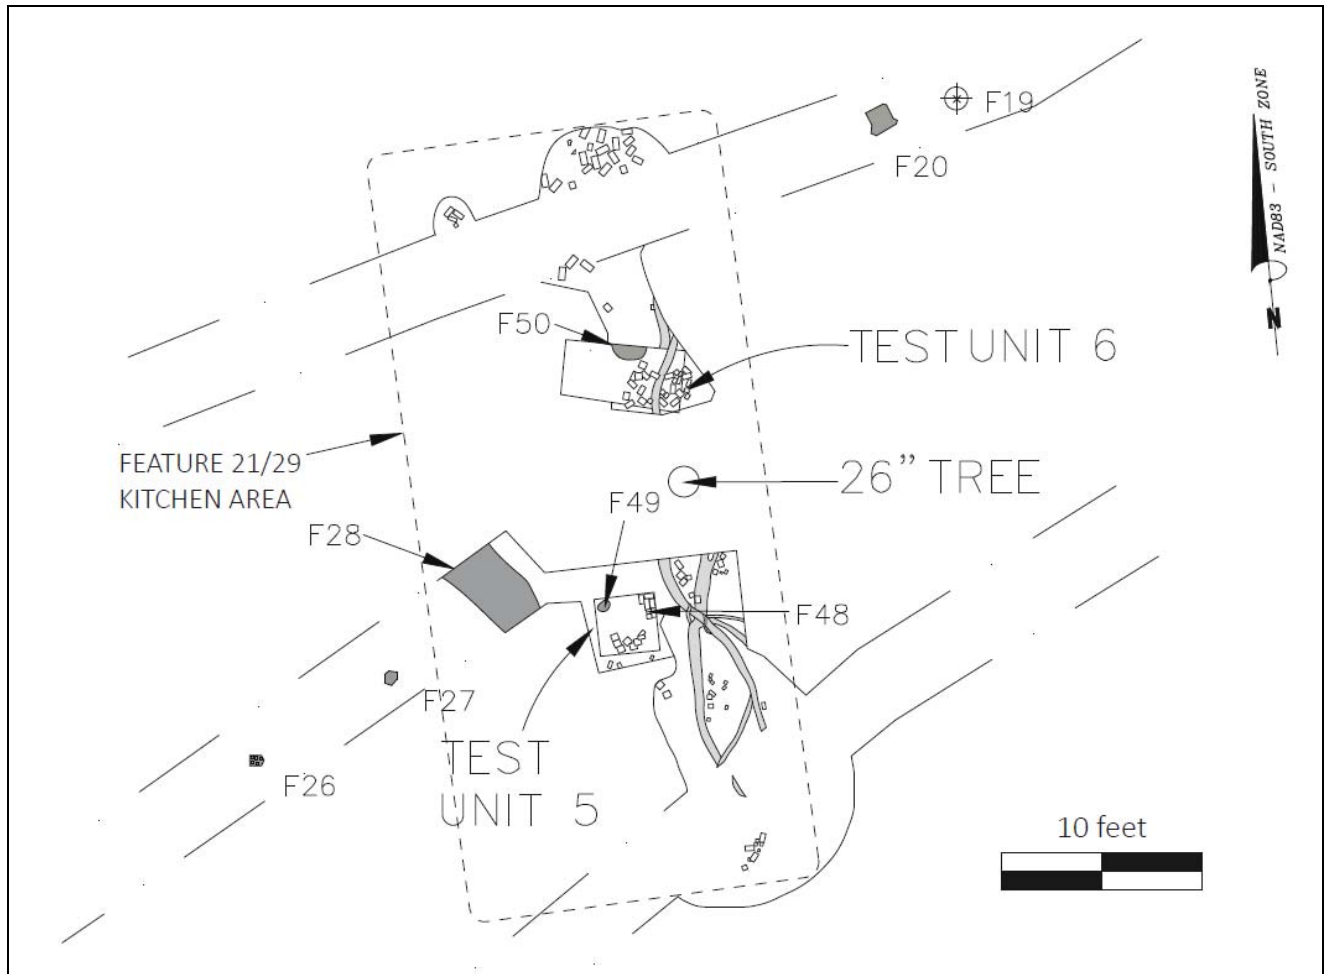 F19
F20
NAD83 - SOUTH ZONE
N
F50
TEST UNIT 6
FEATURE 21/29
KITCHEN AREA
26” TREE
F49
F28
F48
F27
TEST
UNIT 5
F26
10 feet